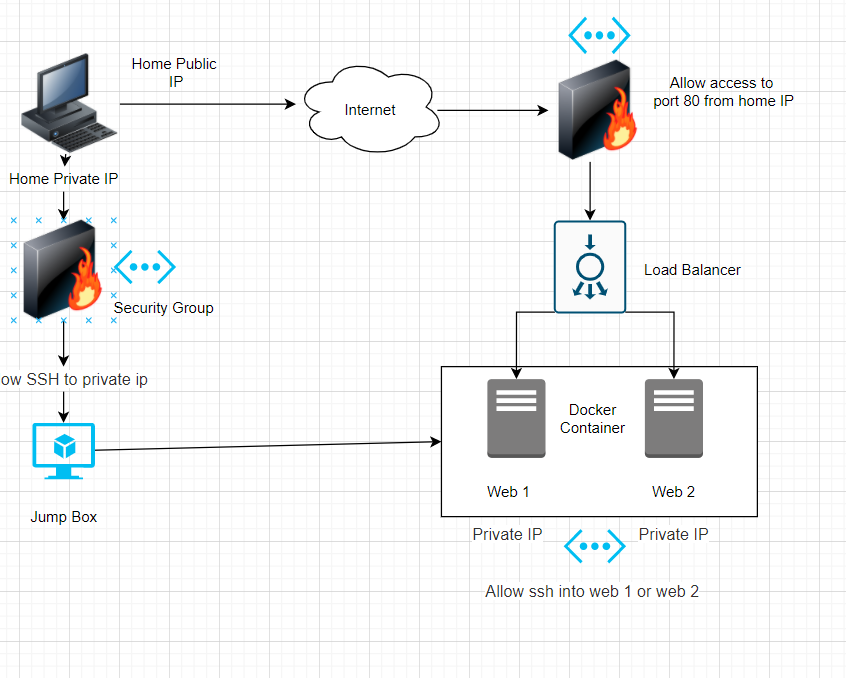 Home Public
IP
Internet
Allow access to
port 80 from home IP
Home Private IP
Security Group
Load Balancer
ow SSH to private ip
Docker
Container
Web 1
Web 2
Jump Box
Private IP
Private IP
Allow ssh into web 1 or web 2